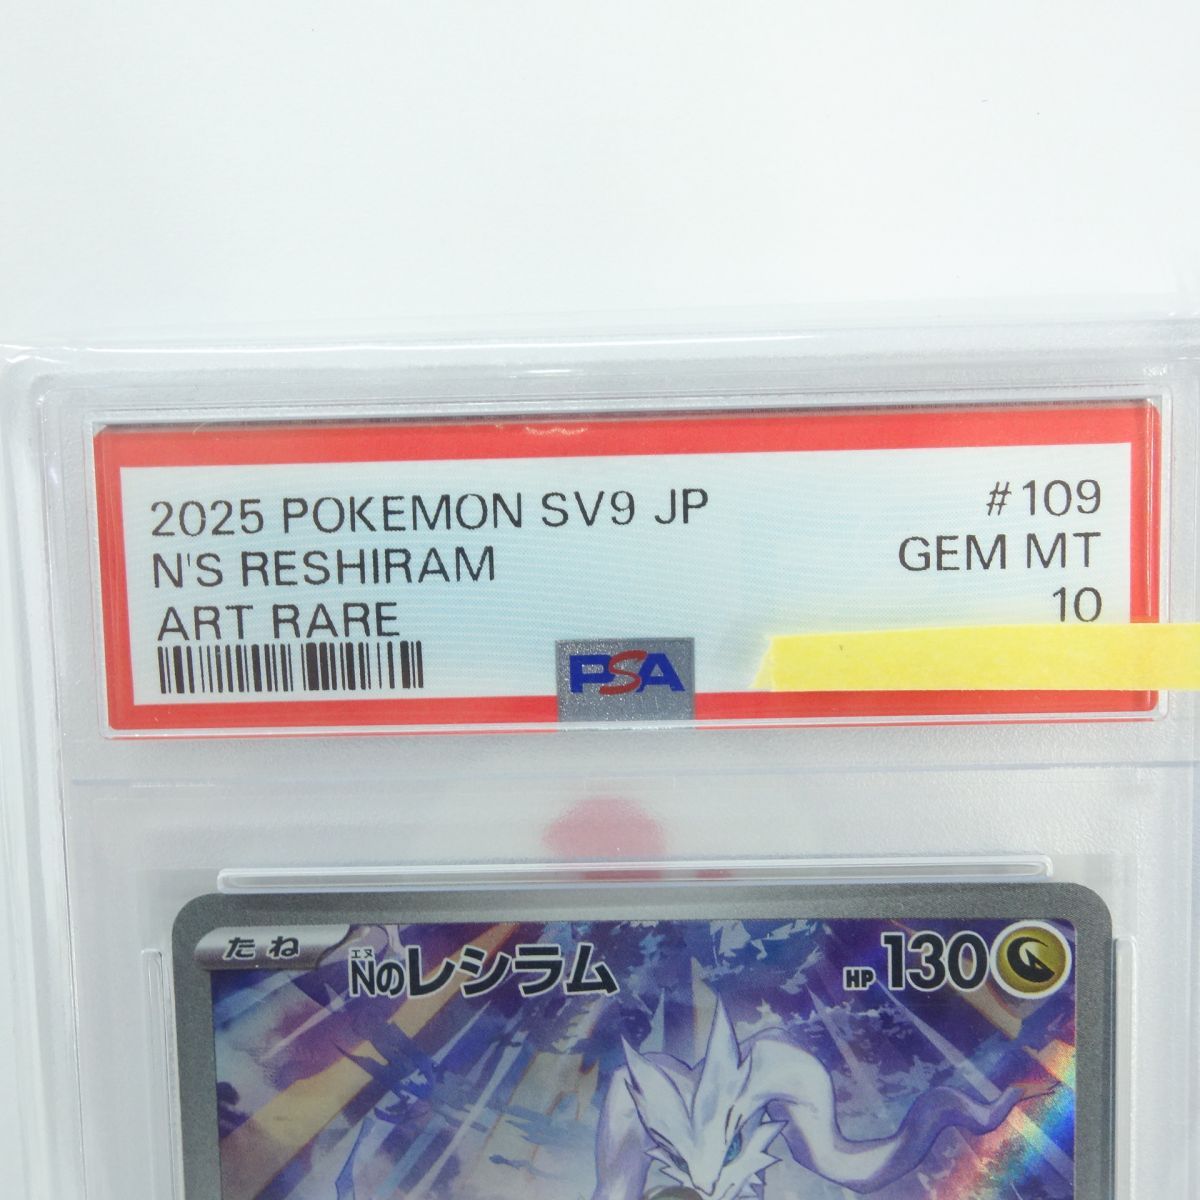 2025 POKEMON SV9 JP
#109
N'S RESHIRAM
GEM MT
ART RARE
10
PSA
たね
エヌ
Nのレシラム
HP 130